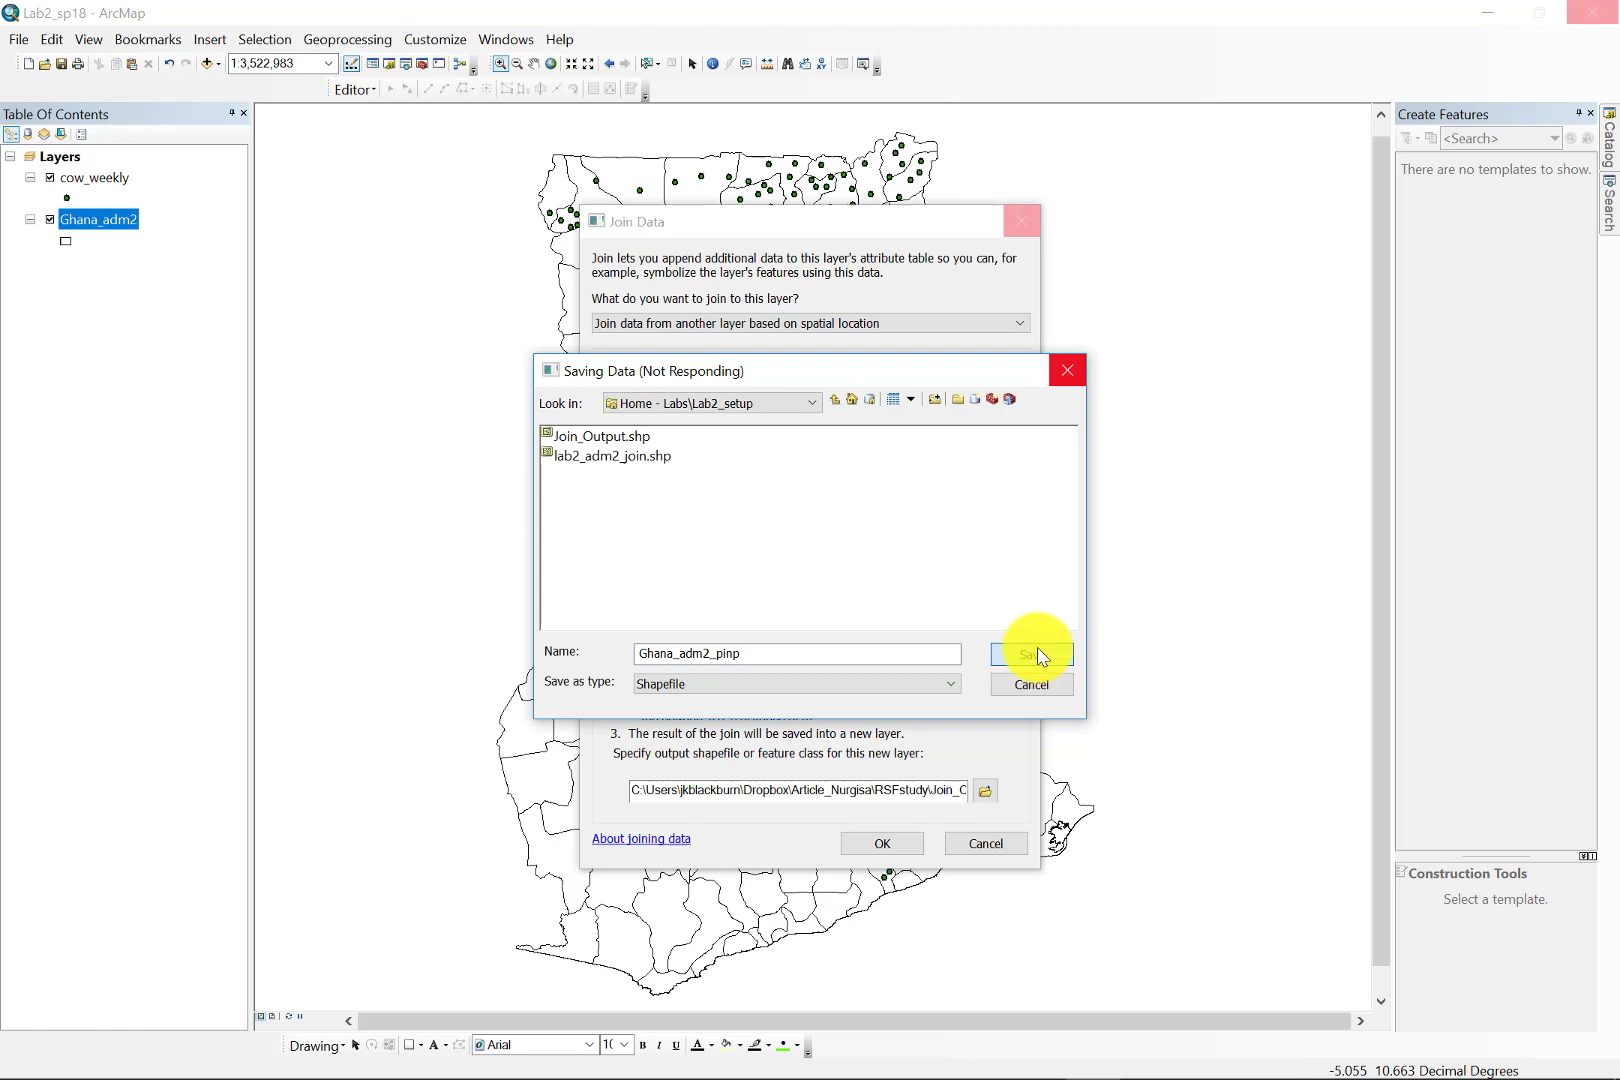 Lab2_sp18 - ArcMap
File Edit View Bookmarks Insert Selection Geoprocessing Customize Windows Help
1:3,522,983
Editor
Table Of Contents
Layers
cow_weekly
Ghana_adm2
Create Features
<Search>
There are no templates to show.
Catalog
Search
Join Data
Join lets you append additional data to this layer's attribute table so you can, for
example, symbolize the layer's features using this data.
What do you want to join to this layer?
Join data from another layer based on spatial location
Saving Data (Not Responding)
Look in: Home - Labs\Lab2_setup
Join_Output.shp
lab2_adm2_join.shp
Name: Ghana_adm2_pinp
Save as type: Shapefile
Cancel
3. The result of the join will be saved into a new layer.
Specify output shapefile or feature class for this new layer:
C:\Users\jkblackburn\Dropbox\Article_Nurgisa\RSFstudy\Join_C
About joining data
OK Cancel
Construction Tools
Select a template.
Drawing A Arial 10 B I U A
-5.055 10.663 Decimal Degrees